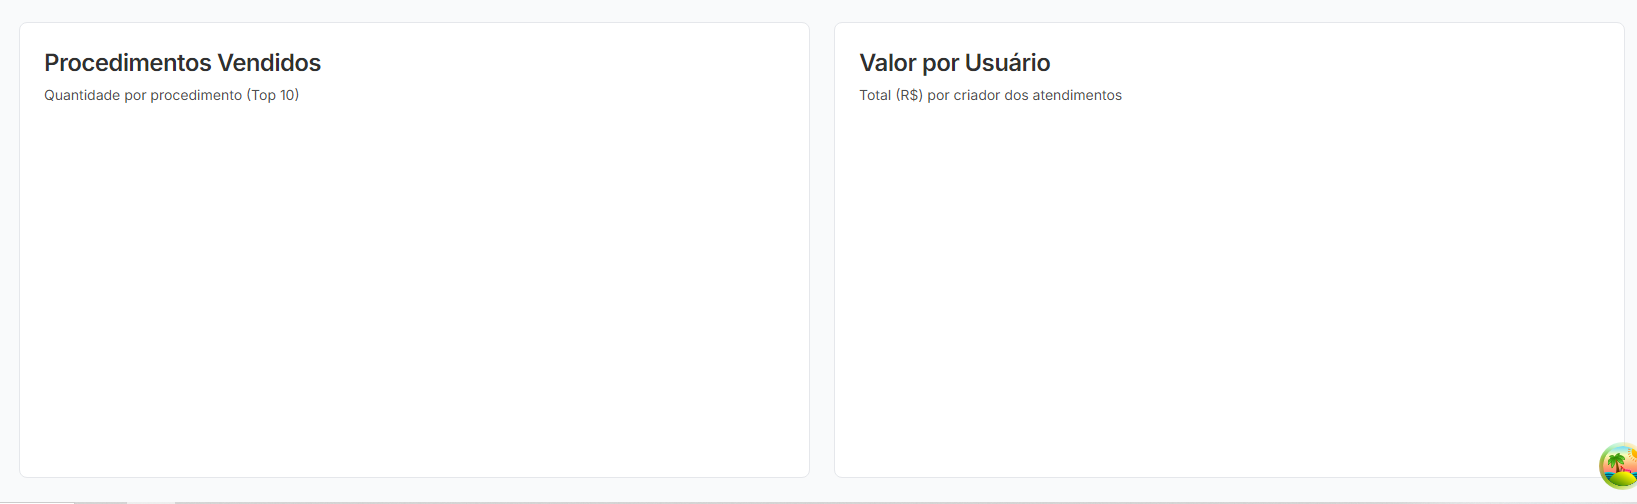 Procedimentos Vendidos
Quantidade por procedimento (Top 10)
Valor por Usuário
Total (R$) por criador dos atendimentos